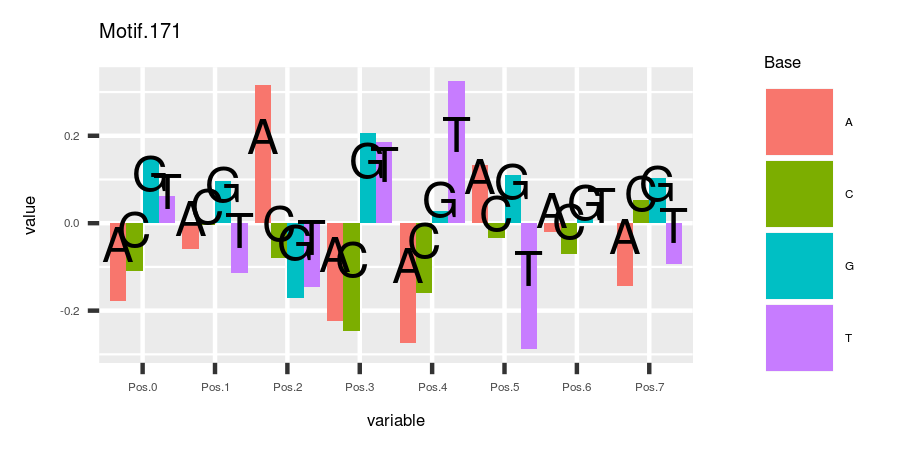 Motif.171
Base
A
C
G
T
value
0.2
0.0
-0.2
A C G T A C G T A C G T A C G T A C G T A C G T A C G T A C G T
Pos.0 Pos.1 Pos.2 Pos.3 Pos.4 Pos.5 Pos.6 Pos.7
variable